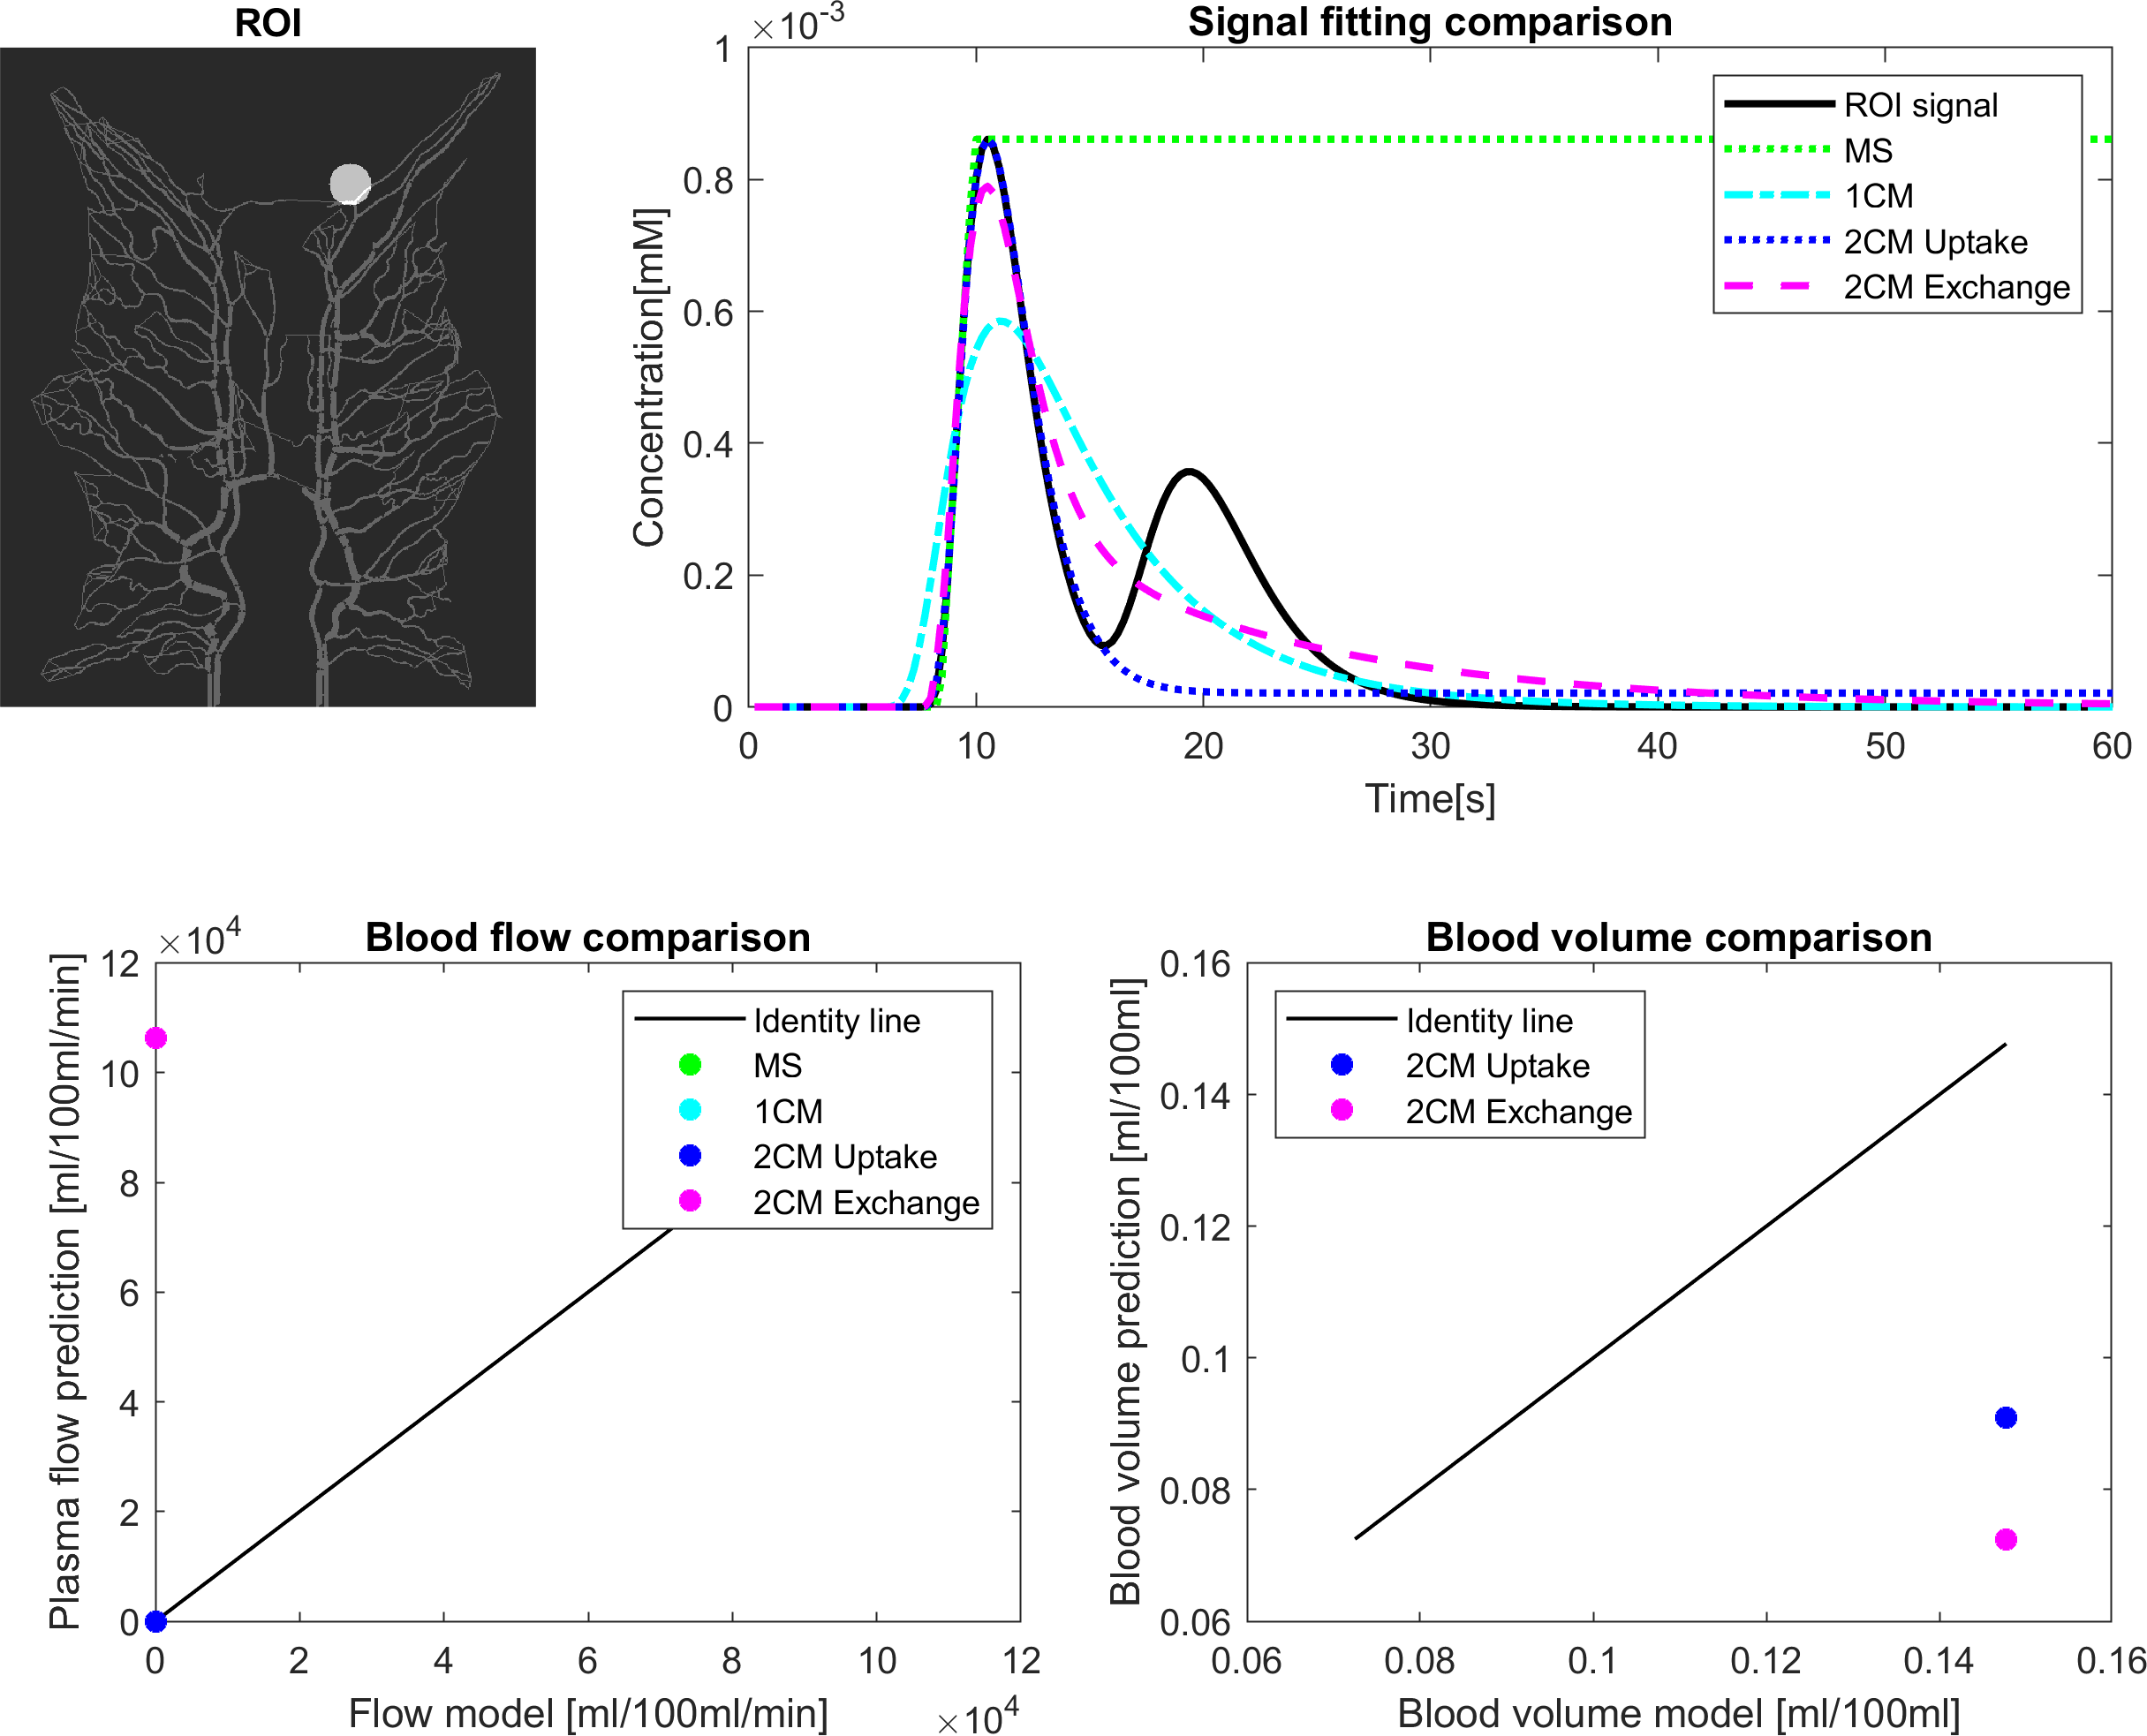 ROI
Signal fitting comparison
×10-3
1
0.8
0.6
0.4
0.2
0
Concentration[mM]
0 10 20 30 40 50 60
Time[s]
ROI signal
MS
1CM
2CM Uptake
2CM Exchange
Blood flow comparison
×104
12
10
8
6
4
2
0
Plasma flow prediction [ml/100ml/min]
0 2 4 6 8 10 12
Flow model [ml/100ml/min]
×104
Identity line
MS
1CM
2CM Uptake
2CM Exchange
Blood volume comparison
0.16
0.14
0.12
0.1
0.08
0.06
Blood volume prediction [ml/100ml]
0.06 0.08 0.1 0.12 0.14 0.16
Blood volume model [ml/100ml]
Identity line
2CM Uptake
2CM Exchange